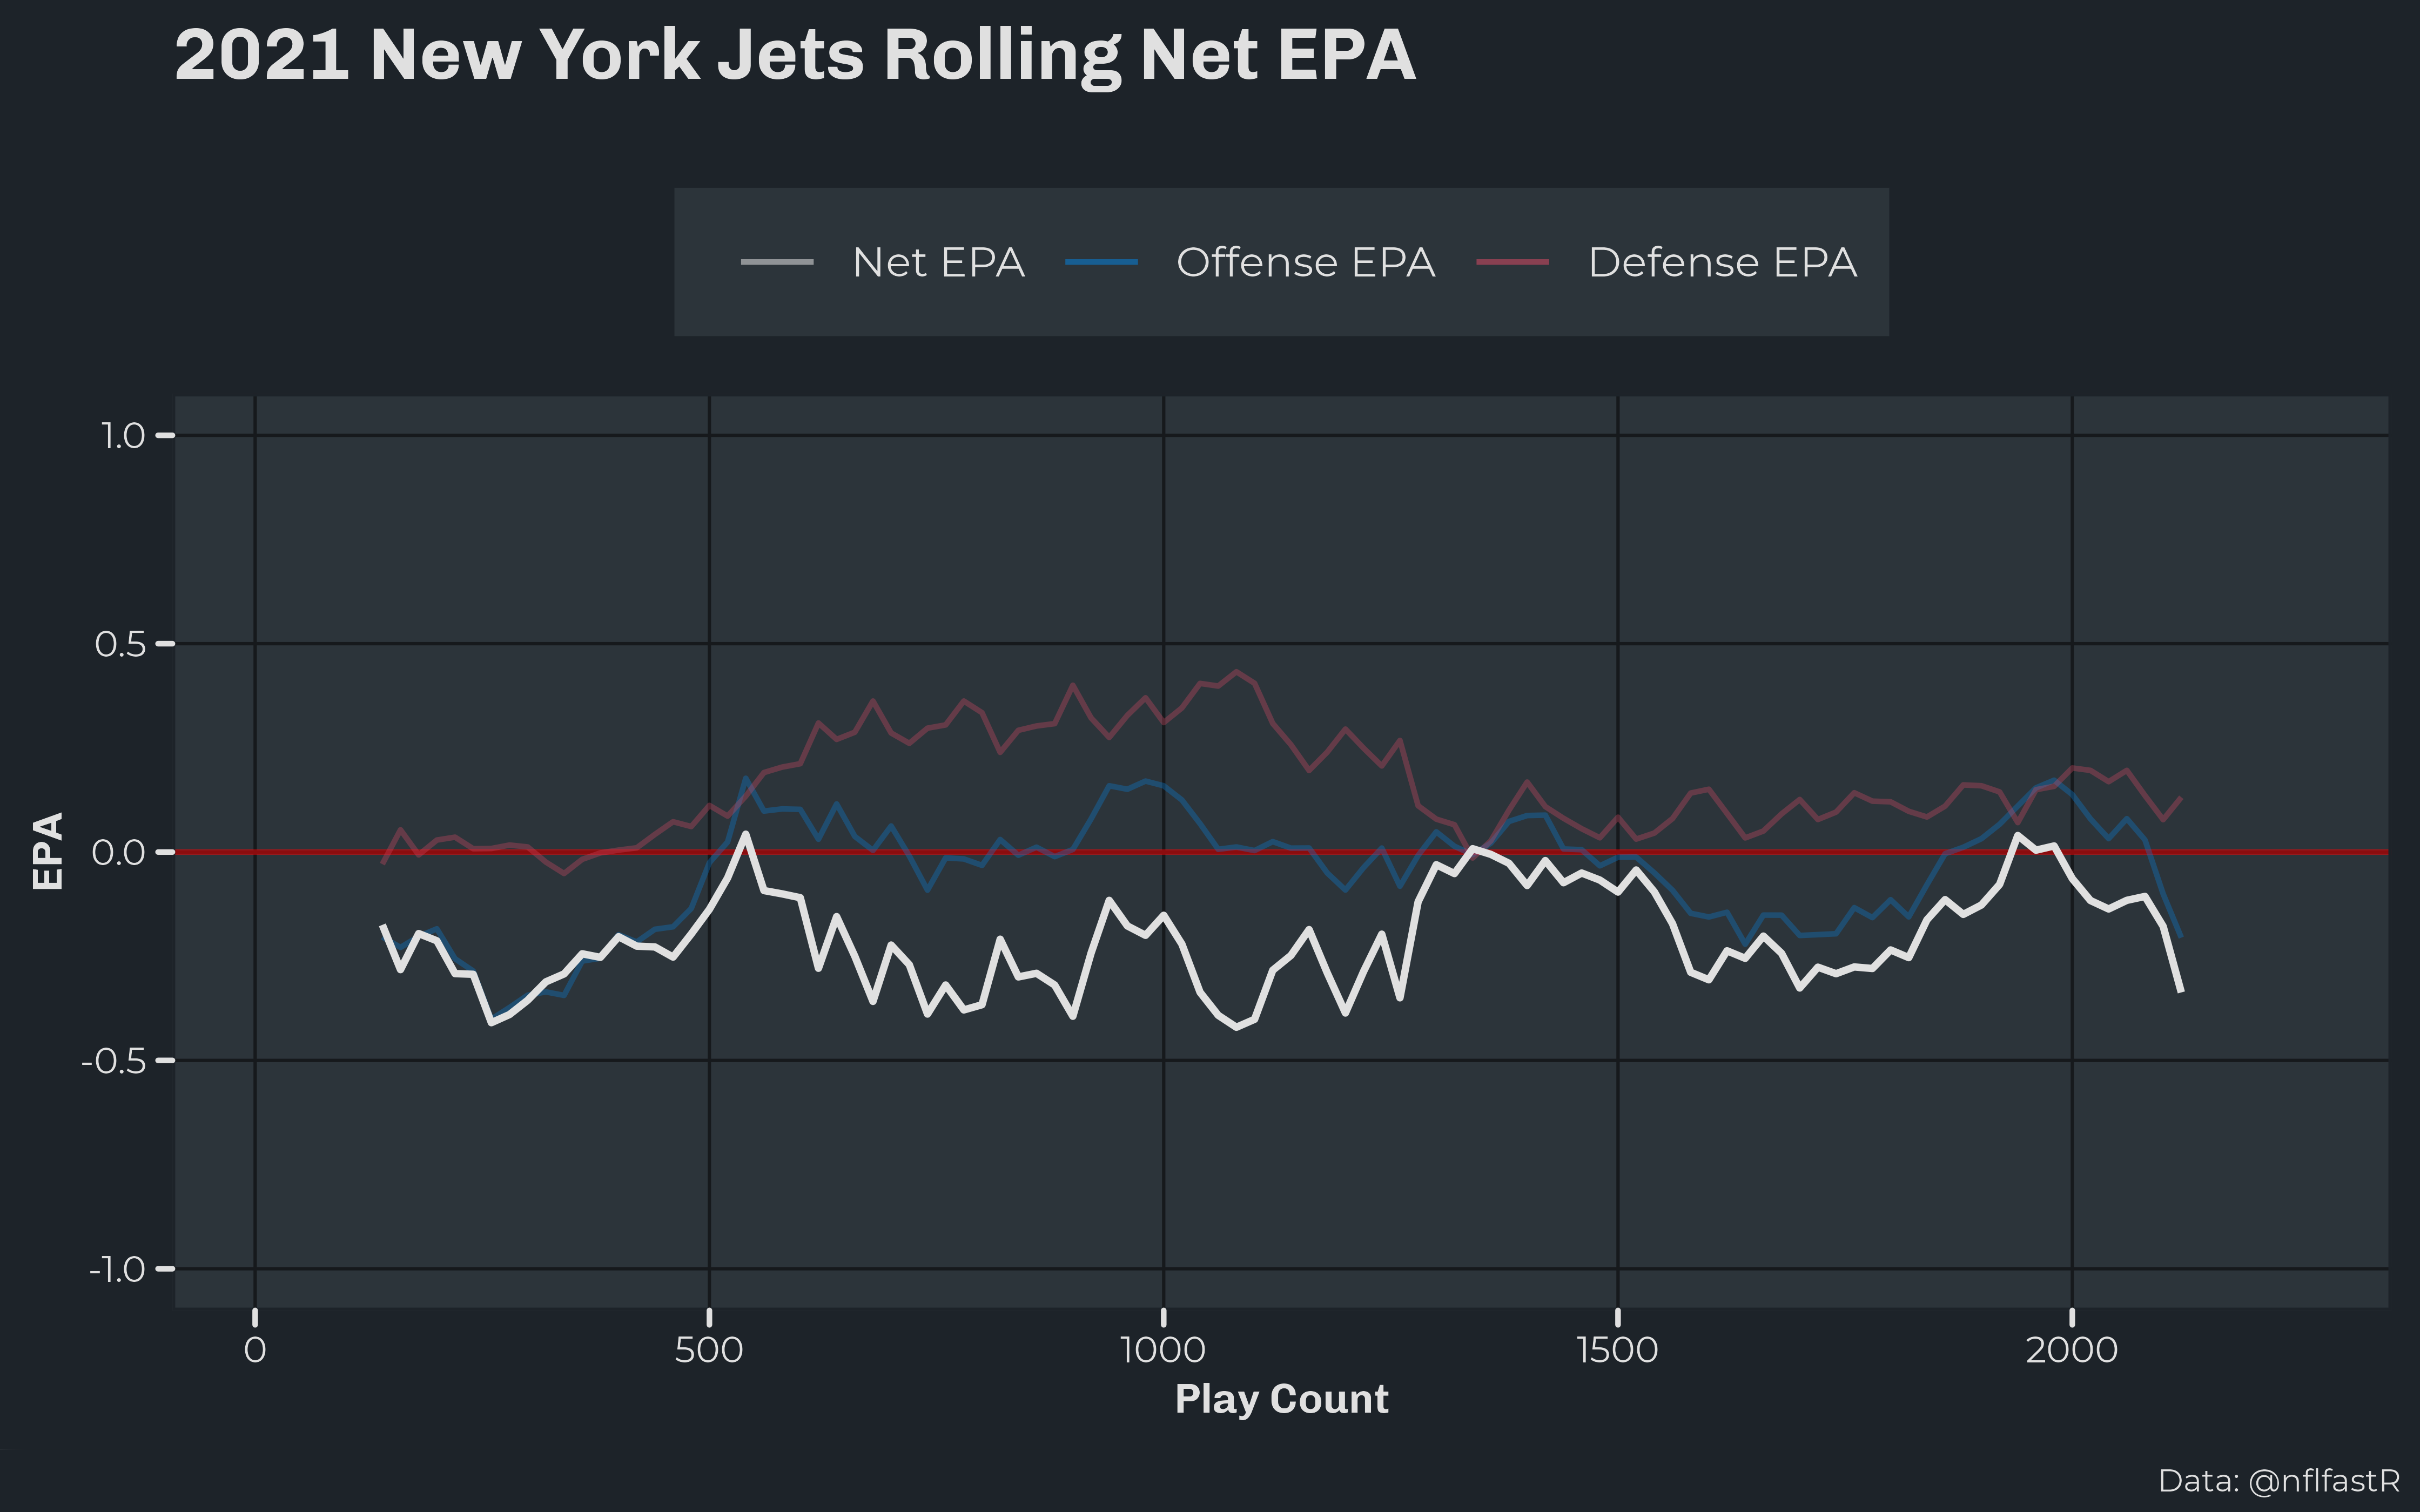 2021 New York Jets Rolling Net EPA
Net EPA Offense EPA Defense EPA
1.0
0.5
0.0
-0.5
-1.0
EPA
0 500 1000 1500 2000
Play Count
Data: @nflfastR